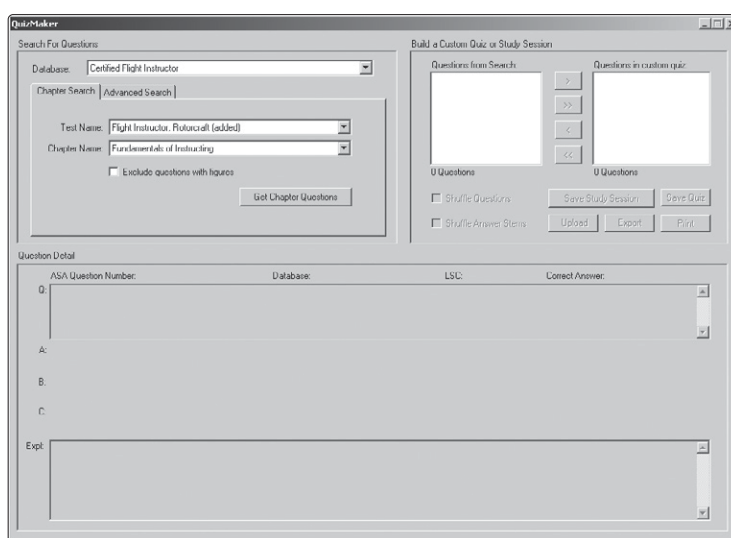 QuizMaker
Search For Questions
Database: Certified Flight Instructor
Chapter Search Advanced Search
Test Name: Flight Instructor, Rotorcraft (added)
Chapter Name: Fundamentals of Instructing
Exclude questions with figures
Get Chapter Questions
Build a Custom Quiz or Study Session
Questions from Search: Questions in custom quiz:
>
>>
<
<<
0 Questions 0 Questions
Shuffle Questions Save Study Session Save Quiz
Shuffle Answer Stems Upload Export Print
Question Detail
ASA Question Number: Database: LSC: Correct Answer:
Q:
A:
B:
C:
Expl: